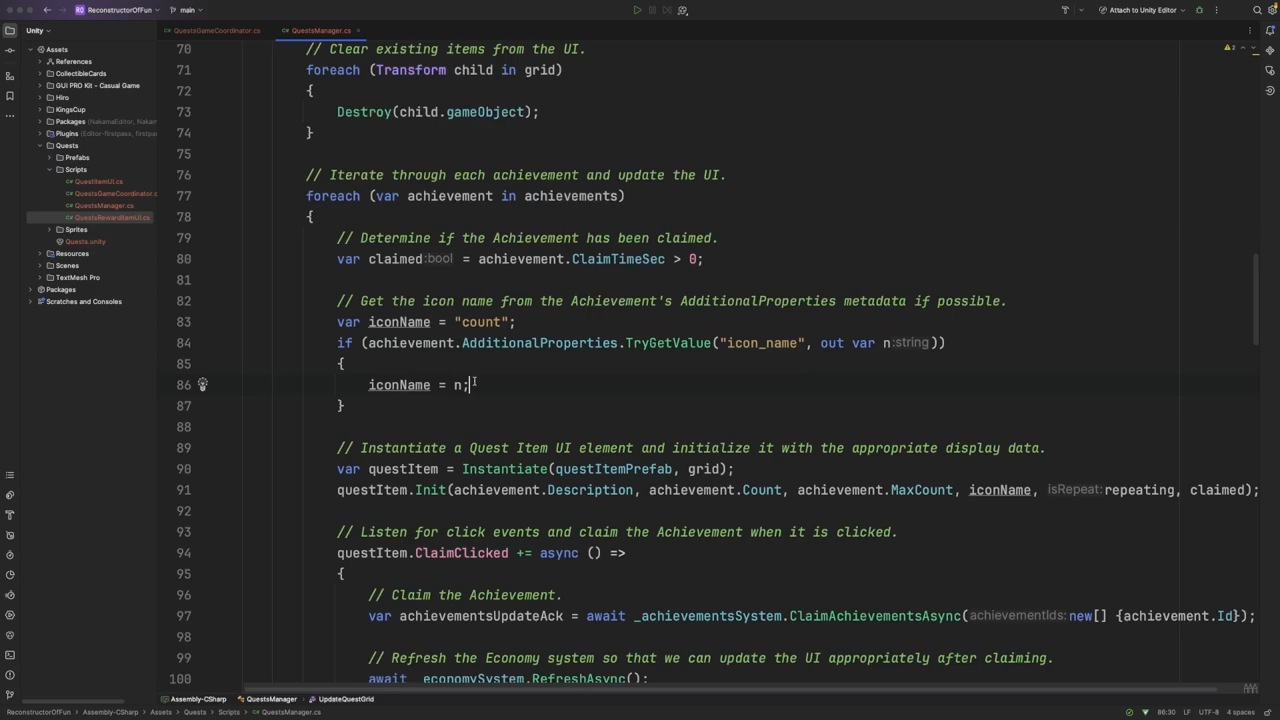 RC ReconstructorOfFun main Attach to Unity Editor
Unity
QuestsGameCoordinator.cs QuestsManager.cs
Assets
References
CollectibleCards
GUI PRO Kit - Casual Game
Hiro
KingsCup
Packages (NakamaEditor, Nakam
Plugins (Editor-firstpass, firstpa
Quests
Prefabs
Scripts
C# QuestItemUI.cs
C# QuestsGameCoordinator.c
C# QuestsManager.cs
C# QuestsRewardItemUI.cs
Sprites
Quests.unity
Resources
Scenes
TextMesh Pro
Packages
Scratches and Consoles
2
70 // Clear existing items from the UI.
71 foreach (Transform child in grid)
72 {
73 Destroy(child.gameObject);
74 }
75
76 // Iterate through each achievement and update the UI.
77 foreach (var achievement in achievements)
78 {
79 // Determine if the Achievement has been claimed.
80 var claimed:bool = achievement.ClaimTimeSec > 0;
81
82 // Get the icon name from the Achievement's AdditionalProperties metadata if possible.
83 var iconName = "count";
84 if (achievement.AdditionalProperties.TryGetValue("icon_name", out var n:string))
85 {
86 iconName = n;
87 }
88
89 // Instantiate a Quest Item UI element and initialize it with the appropriate display data.
90 var questItem = Instantiate(questItemPrefab, grid);
91 questItem.Init(achievement.Description, achievement.Count, achievement.MaxCount, iconName, isRepeat:repeating, claimed);
92
93 // Listen for click events and claim the Achievement when it is clicked.
94 questItem.ClaimClicked += async () =>
95 {
96 // Claim the Achievement.
97 var achievementsUpdateAck = await _achievementsSystem.ClaimAchievementsAsync(achievementIds:new[] {achievement.Id});
98
99 // Refresh the Economy system so that we can update the UI appropriately after claiming.
100 await _economySystem.RefreshAsync();
Assembly-CSharp QuestsManager UpdateQuestGrid
ReconstructorOfFun Assembly-CSharp Assets Quests Scripts QuestsManager.cs 86:30 LF UTF-8 4 spaces